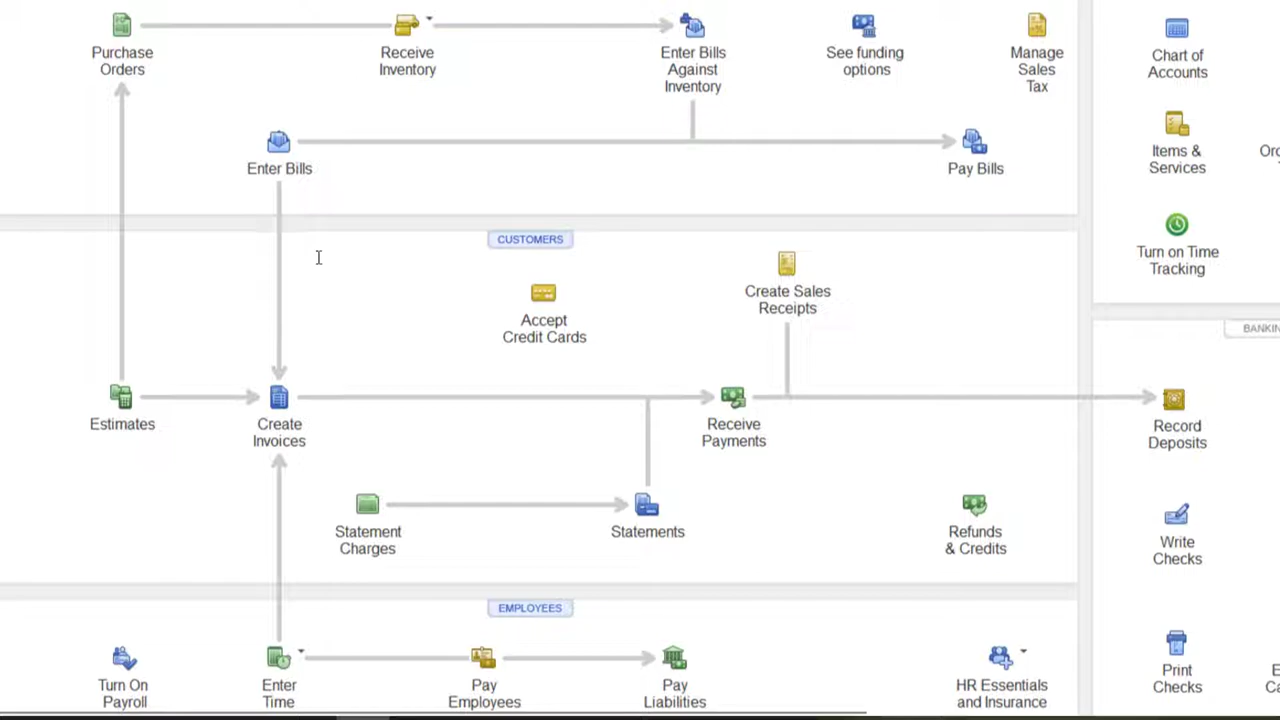 Purchase
Orders
Receive
Inventory
Enter Bills
Against
Inventory
See funding
options
Manage
Sales
Tax
Chart of
Accounts
Enter Bills
Pay Bills
Items &
Services
Turn on Time
Tracking
CUSTOMERS
Accept
Credit Cards
Create Sales
Receipts
Estimates
Create
Invoices
Receive
Payments
Record
Deposits
Statement
Charges
Statements
Refunds
& Credits
Write
Checks
EMPLOYEES
Turn On
Payroll
Enter
Time
Pay
Employees
Pay
Liabilities
HR Essentials
and Insurance
Print
Checks